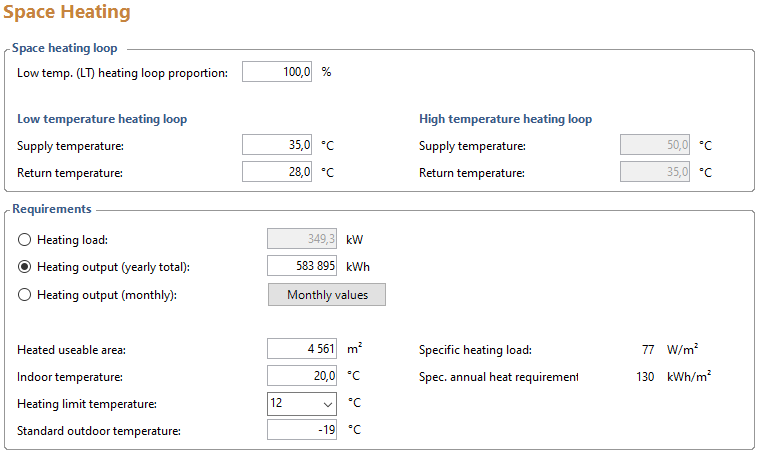 Space Heating
Space heating loop
Low temp. (LT) heating loop proportion: 100,0 %
Low temperature heating loop High temperature heating loop
Supply temperature: 35,0 °C Supply temperature: 50,0 °C
Return temperature: 28,0 °C Return temperature: 35,0 °C
Requirements
Heating load: 349,3 kW
Heating output (yearly total): 583 895 kWh
Heating output (monthly): Monthly values
Heated useable area: 4 561 m² Specific heating load: 77 W/m²
Indoor temperature: 20,0 °C Spec. annual heat requirement 130 kWh/m²
Heating limit temperature: 12 °C
Standard outdoor temperature: -19 °C